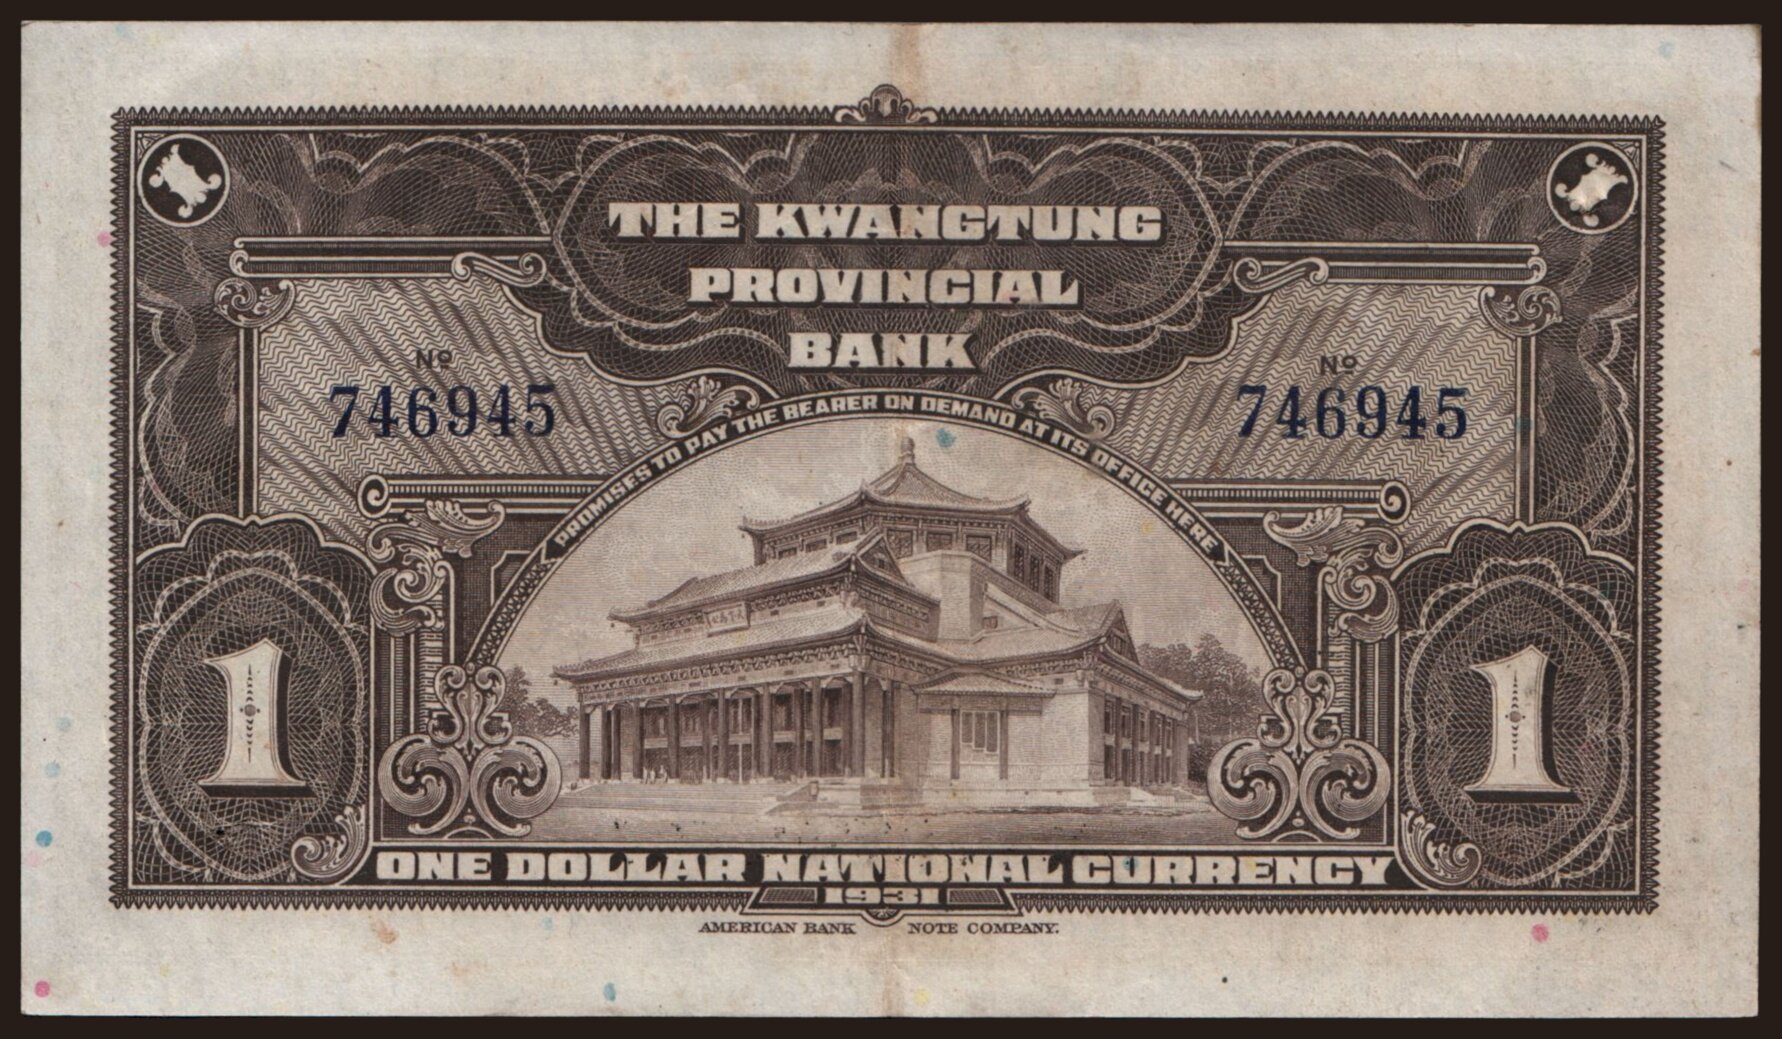 THE KWANGTUNG
PROVINCIAL
BANK
Nº
746945
Nº
746945
PROMISES TO PAY THE BEARER ON DEMAND AT ITS OFFICE HERE
1
1
ONE DOLLAR NATIONAL CURRENCY
1931
AMERICAN BANK NOTE COMPANY.